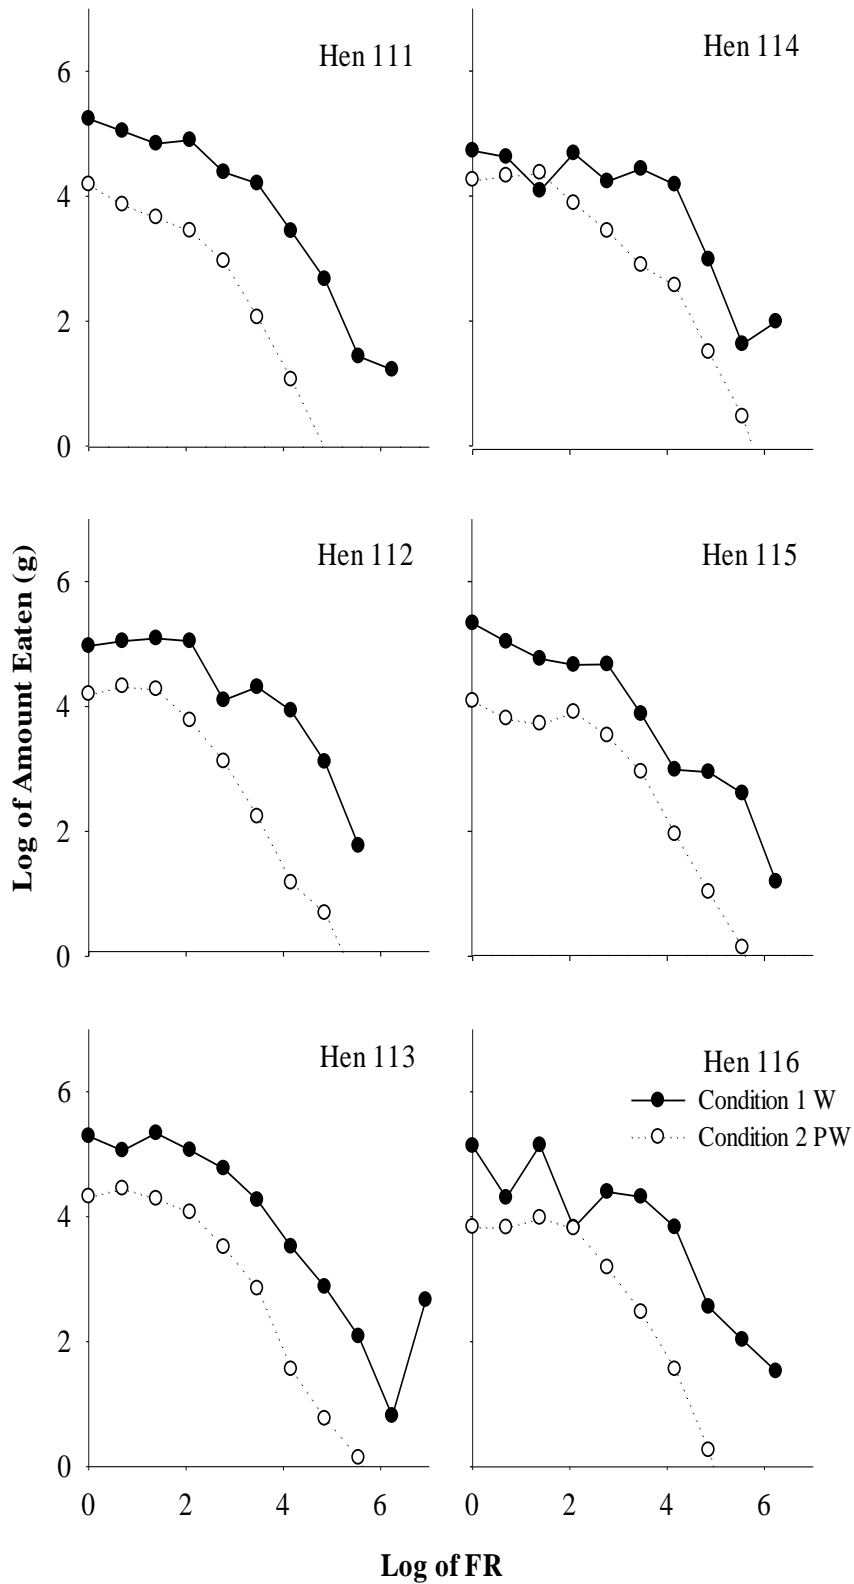 Hen 111
Hen 114
6
4
2
0
Hen 112
Hen 115
6
4
2
0
Log of Amount Eaten (g)
Hen 113
Hen 116
Condition 1 W
Condition 2 PW
6
4
2
0
0 2 4 6
0 2 4 6
Log of FR